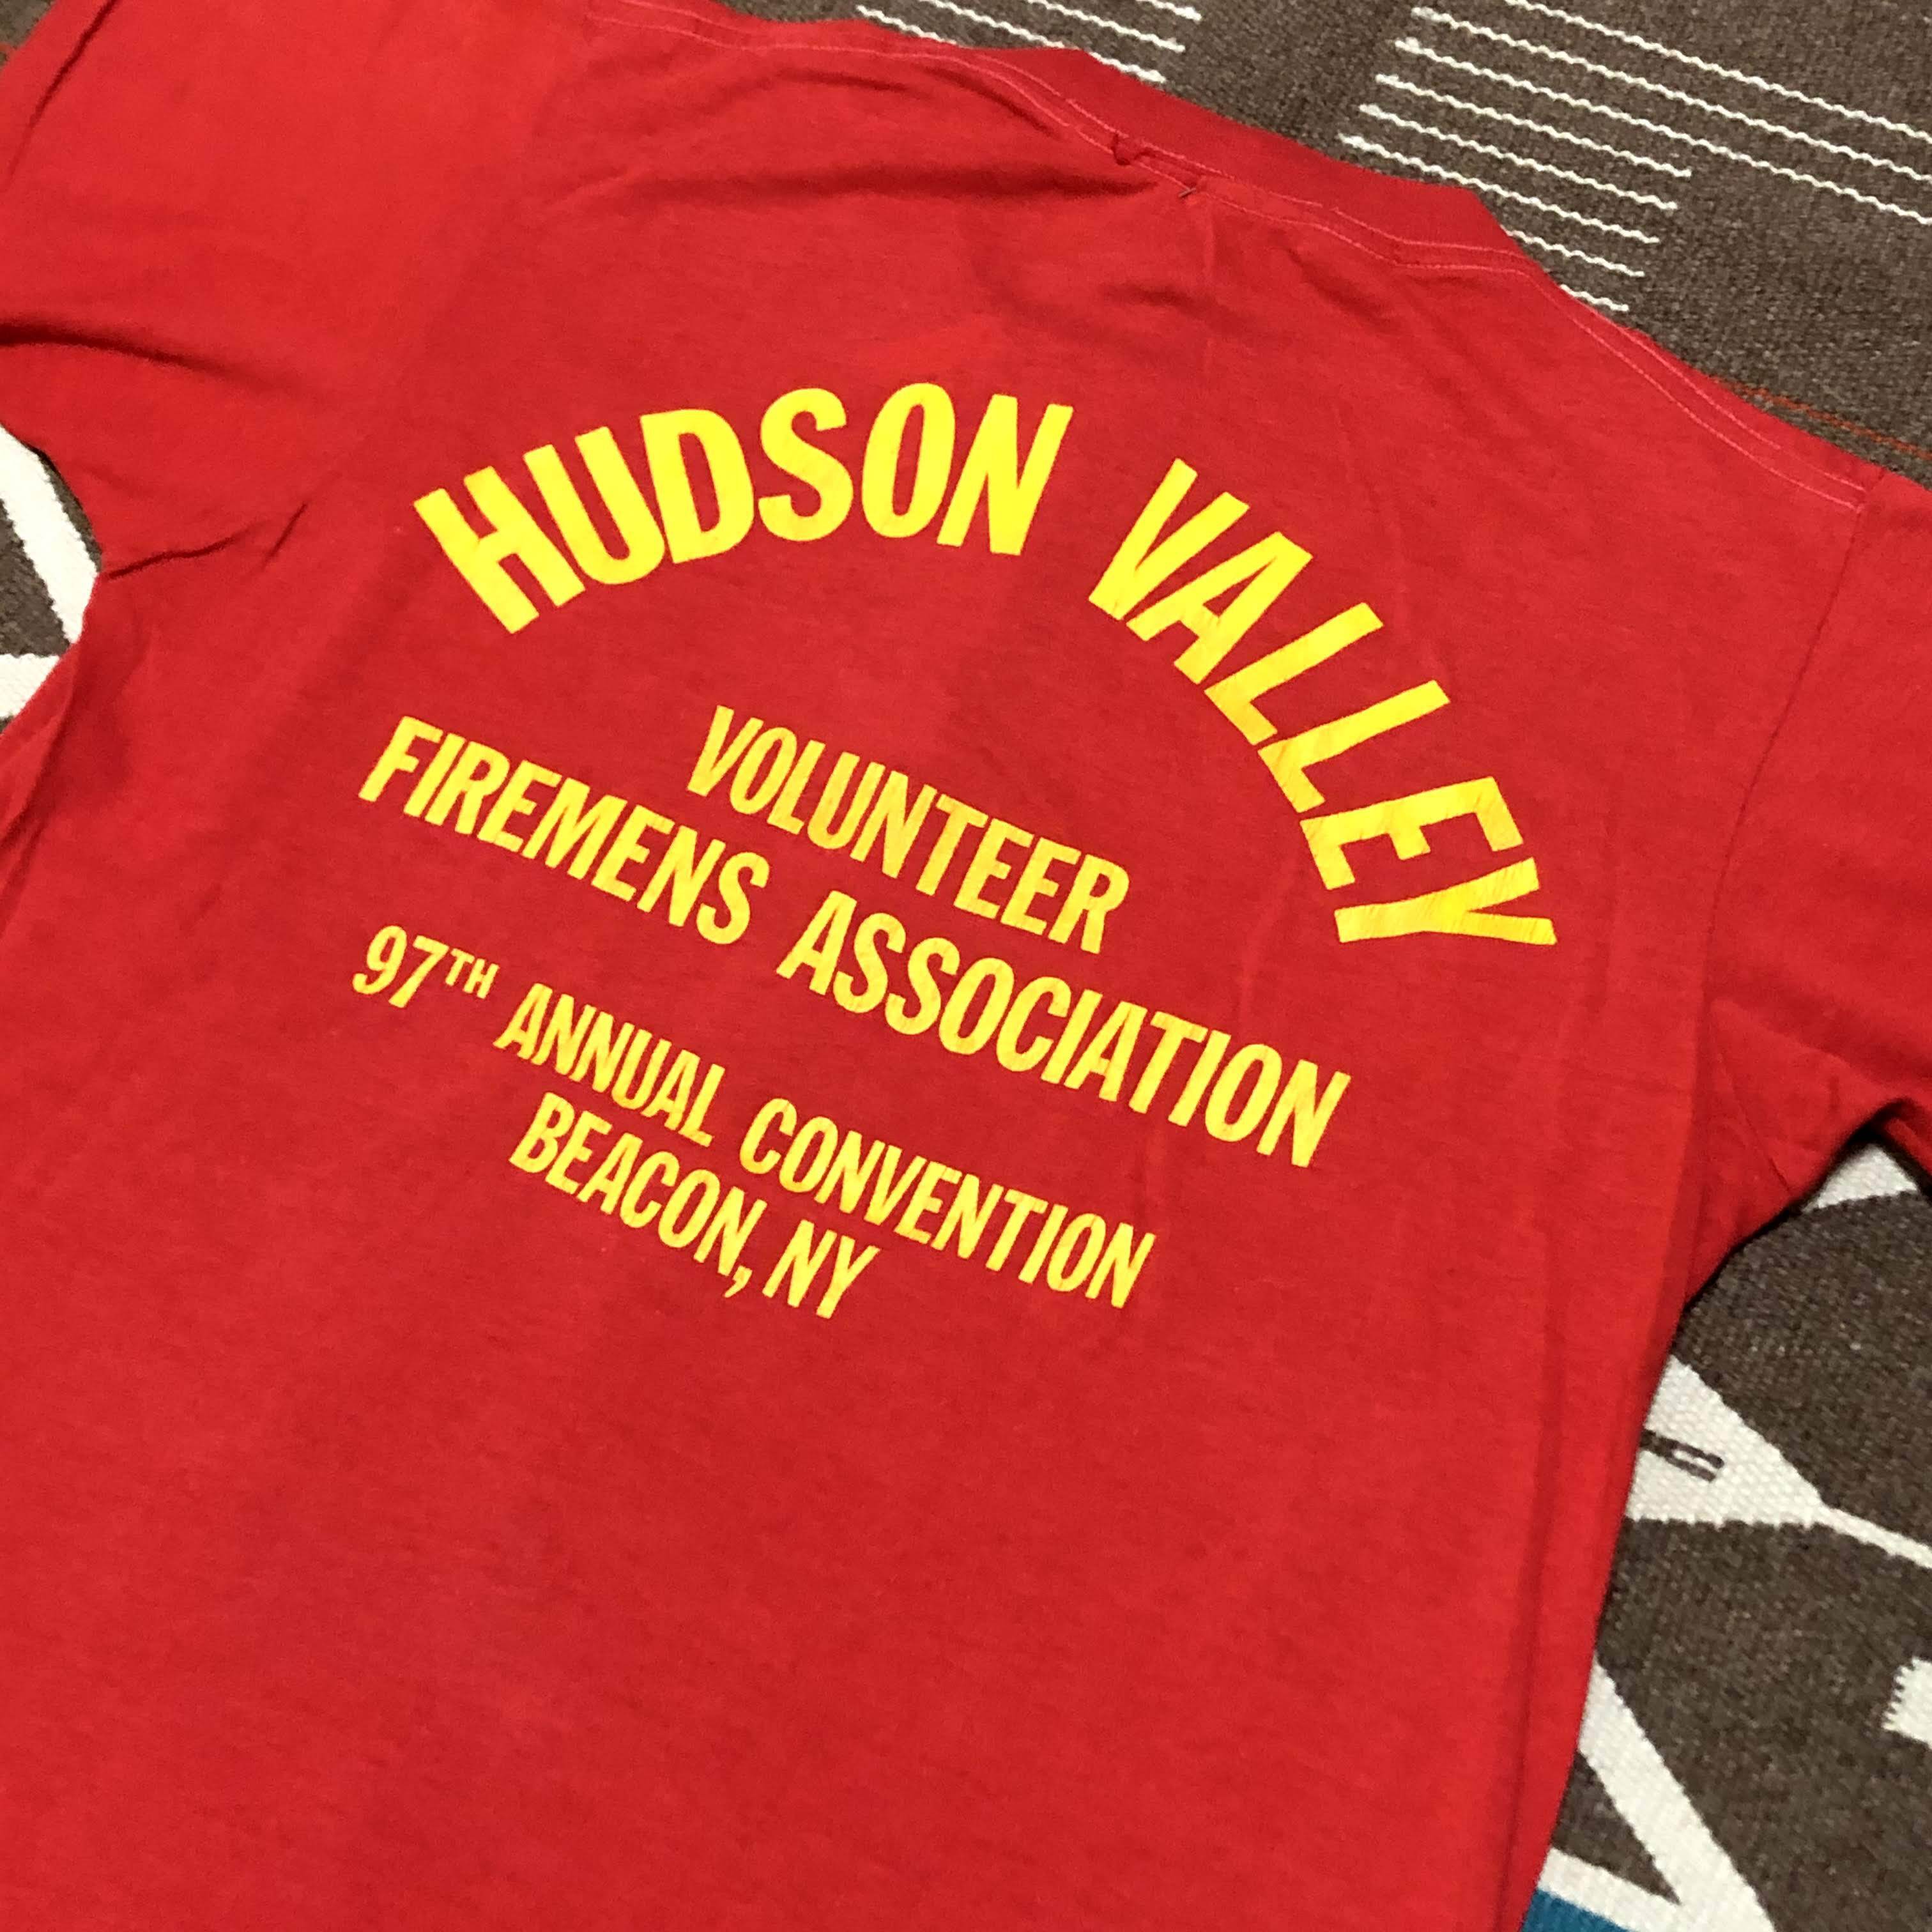 HUDSON VALLEY
VOLUNTEER
FIREMENS ASSOCIATION
97TH ANNUAL CONVENTION
BEACON, NY